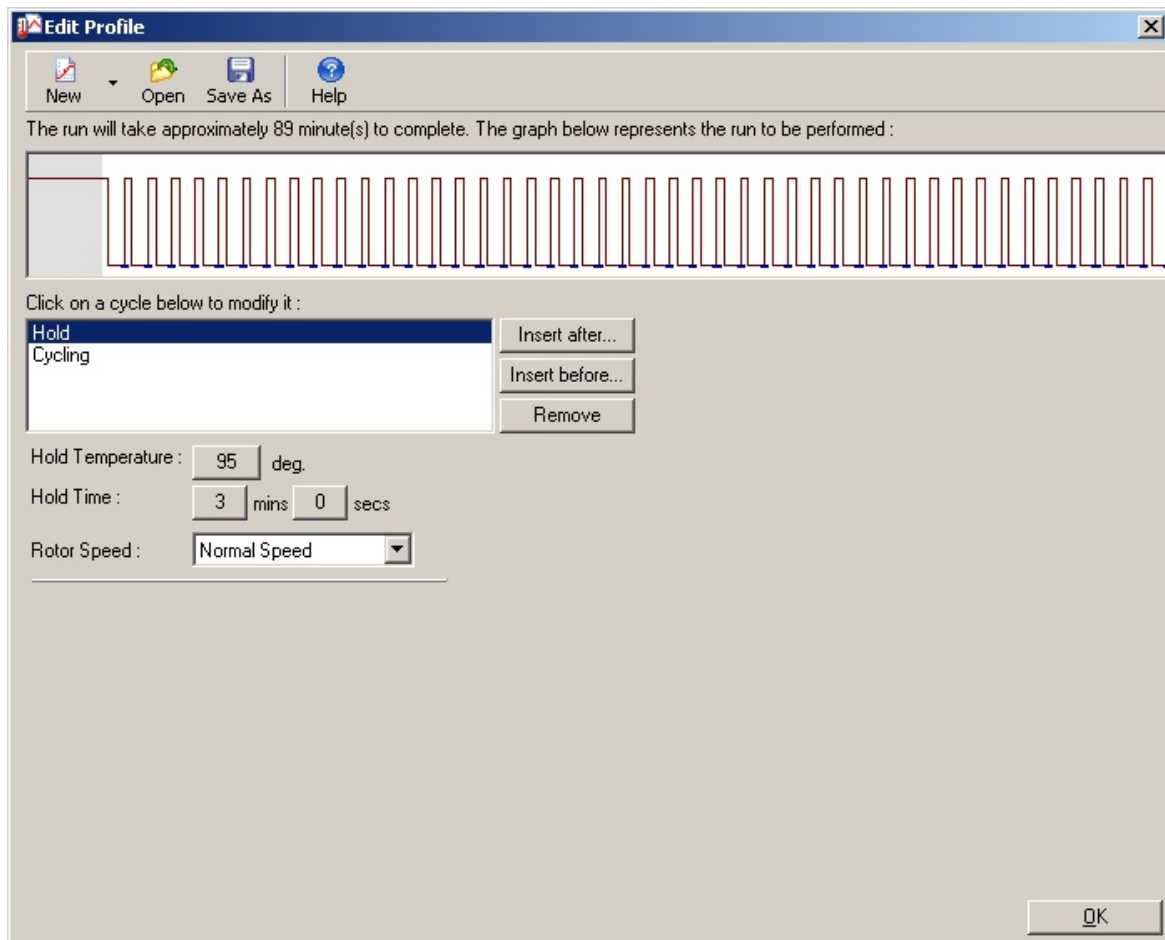 Edit Profile
New Open Save As Help
The run will take approximately 89 minute(s) to complete. The graph below represents the run to be performed :
Click on a cycle below to modify it :
Hold
Cycling
Insert after...
Insert before...
Remove
Hold Temperature : 95 deg.
Hold Time : 3 mins 0 secs
Rotor Speed : Normal Speed
OK